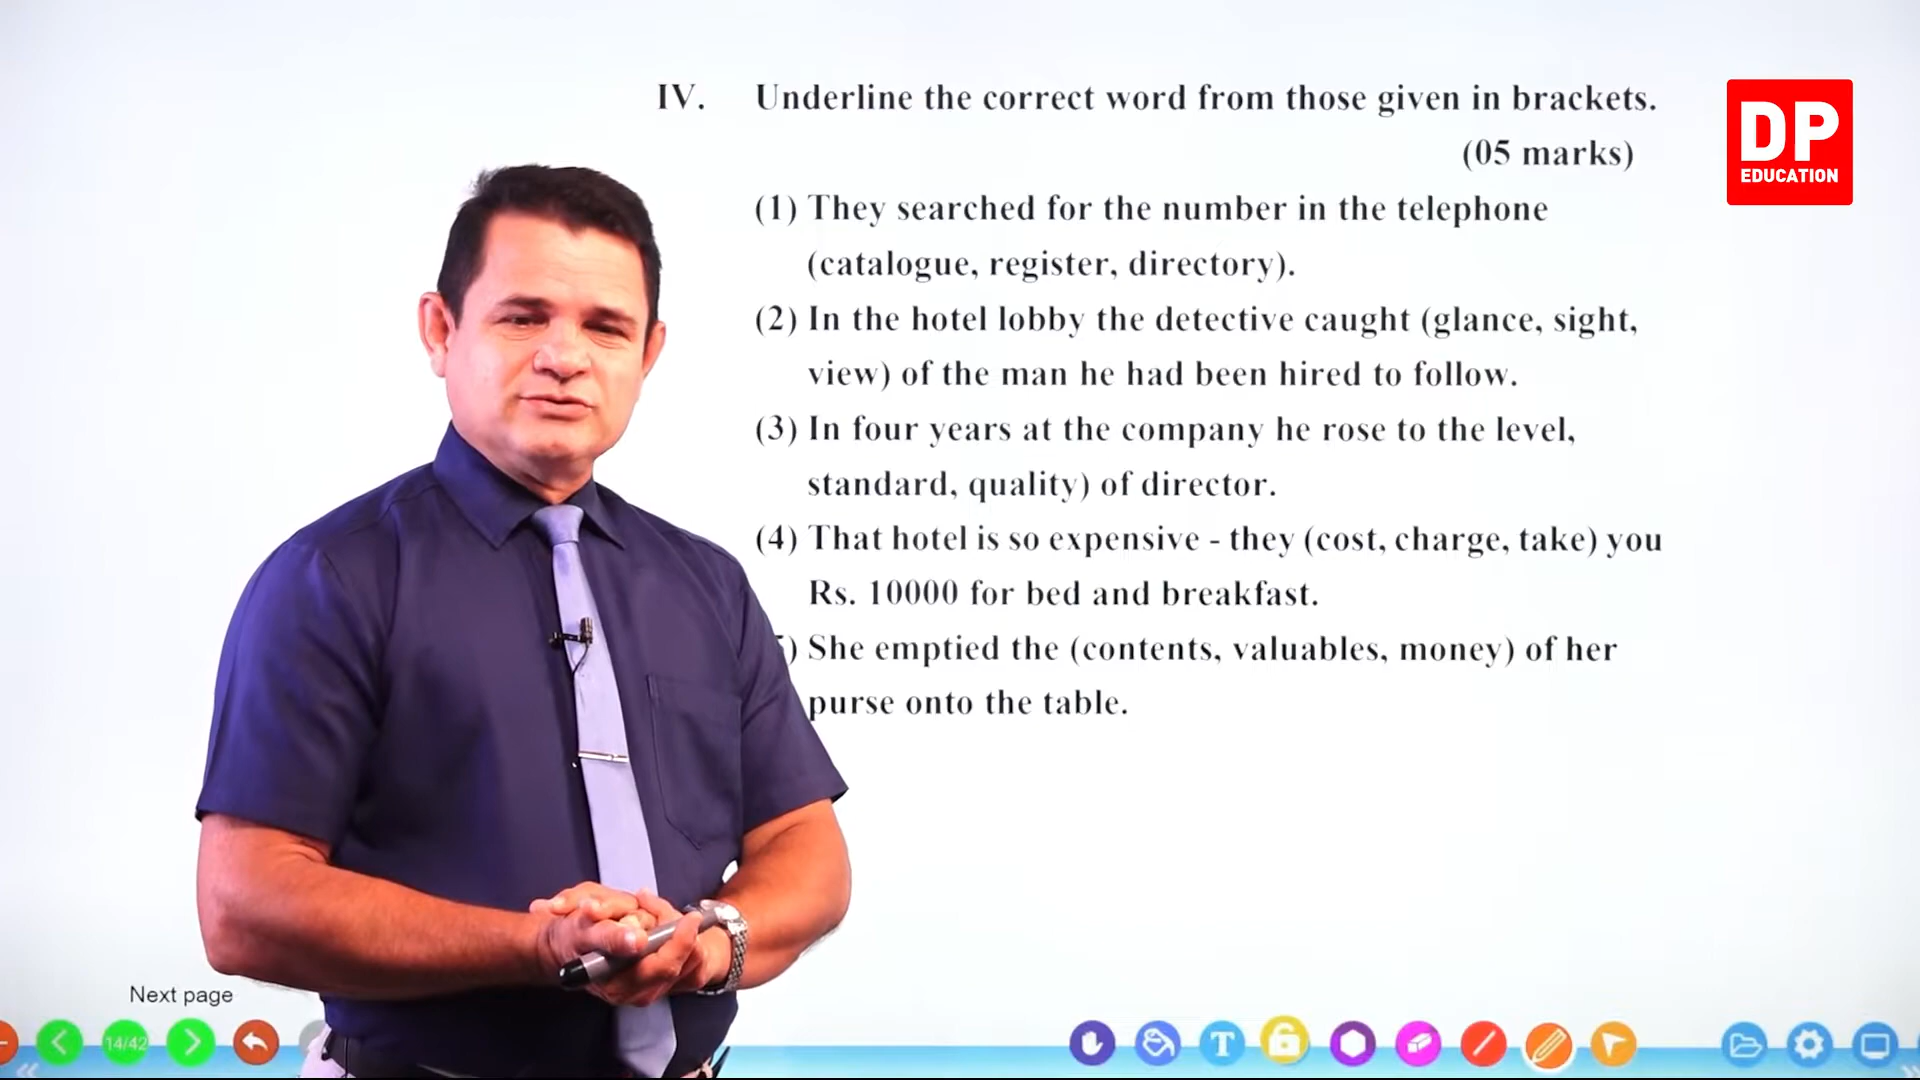 IV. Underline the correct word from those given in brackets.
(05 marks)
DP
EDUCATION
(1) They searched for the number in the telephone
(catalogue, register, directory).
(2) In the hotel lobby the detective caught (glance, sight,
view) of the man he had been hired to follow.
(3) In four years at the company he rose to the level,
standard, quality) of director.
(4) That hotel is so expensive - they (cost, charge, take) you
Rs. 10000 for bed and breakfast.
) She emptied the (contents, valuables, money) of her
purse onto the table.
Next page
14/42
T